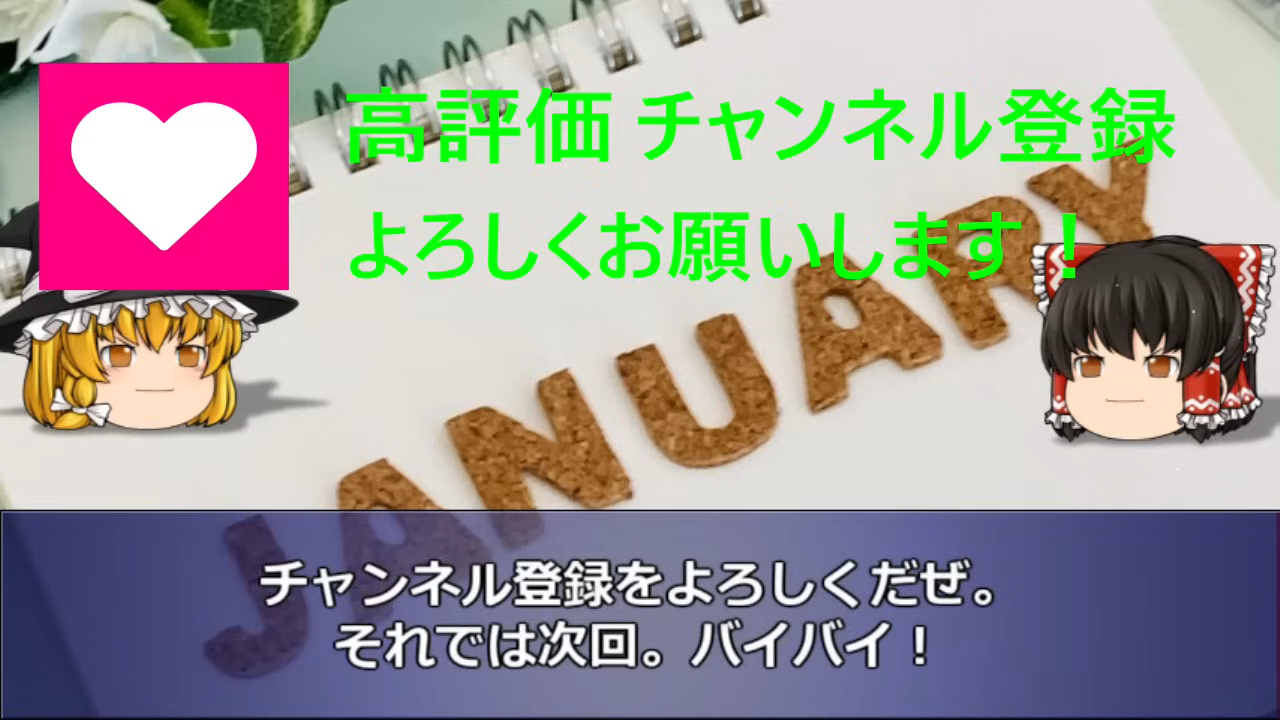 高評価 チャンネル登録
よろしくお願いします！
JANUARY
チャンネル登録をよろしくだぜ。
それでは次回。バイバイ！